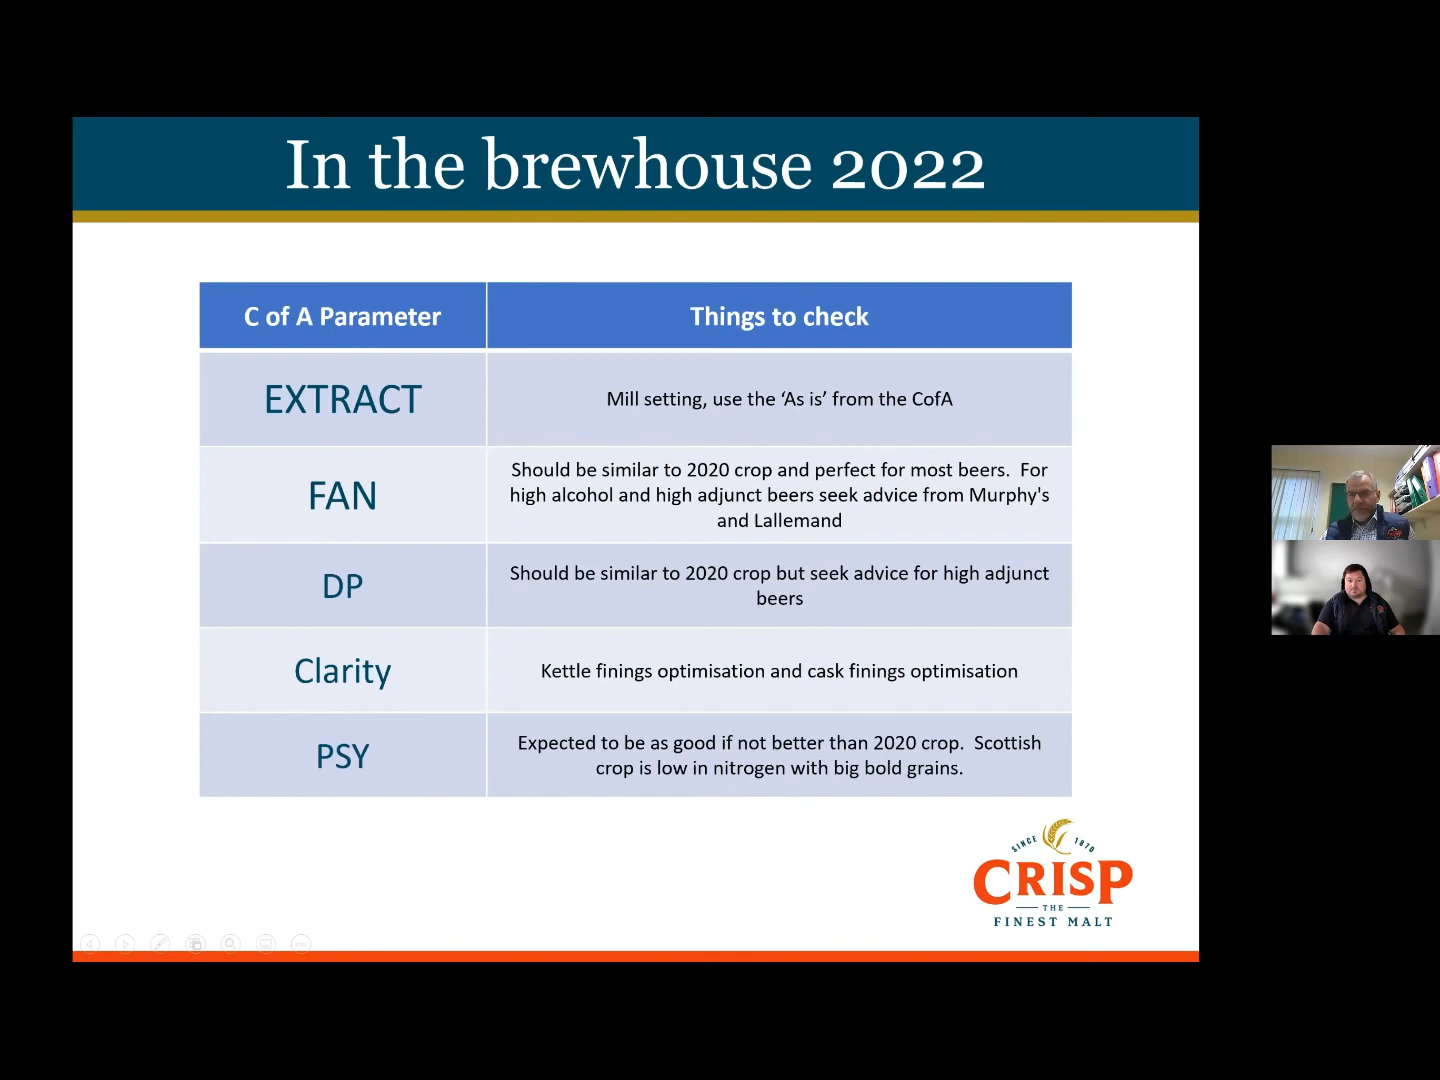 In the brewhouse 2022
C of A Parameter
Things to check
EXTRACT
Mill setting, use the ‘As is’ from the CofA
FAN
Should be similar to 2020 crop and perfect for most beers.  For
high alcohol and high adjunct beers seek advice from Murphy's
and Lallemand
DP
Should be similar to 2020 crop but seek advice for high adjunct
beers
Clarity
Kettle finings optimisation and cask finings optimisation
PSY
Expected to be as good if not better than 2020 crop.  Scottish
crop is low in nitrogen with big bold grains.
SINCE 1870
CRISP
THE
FINEST MALT